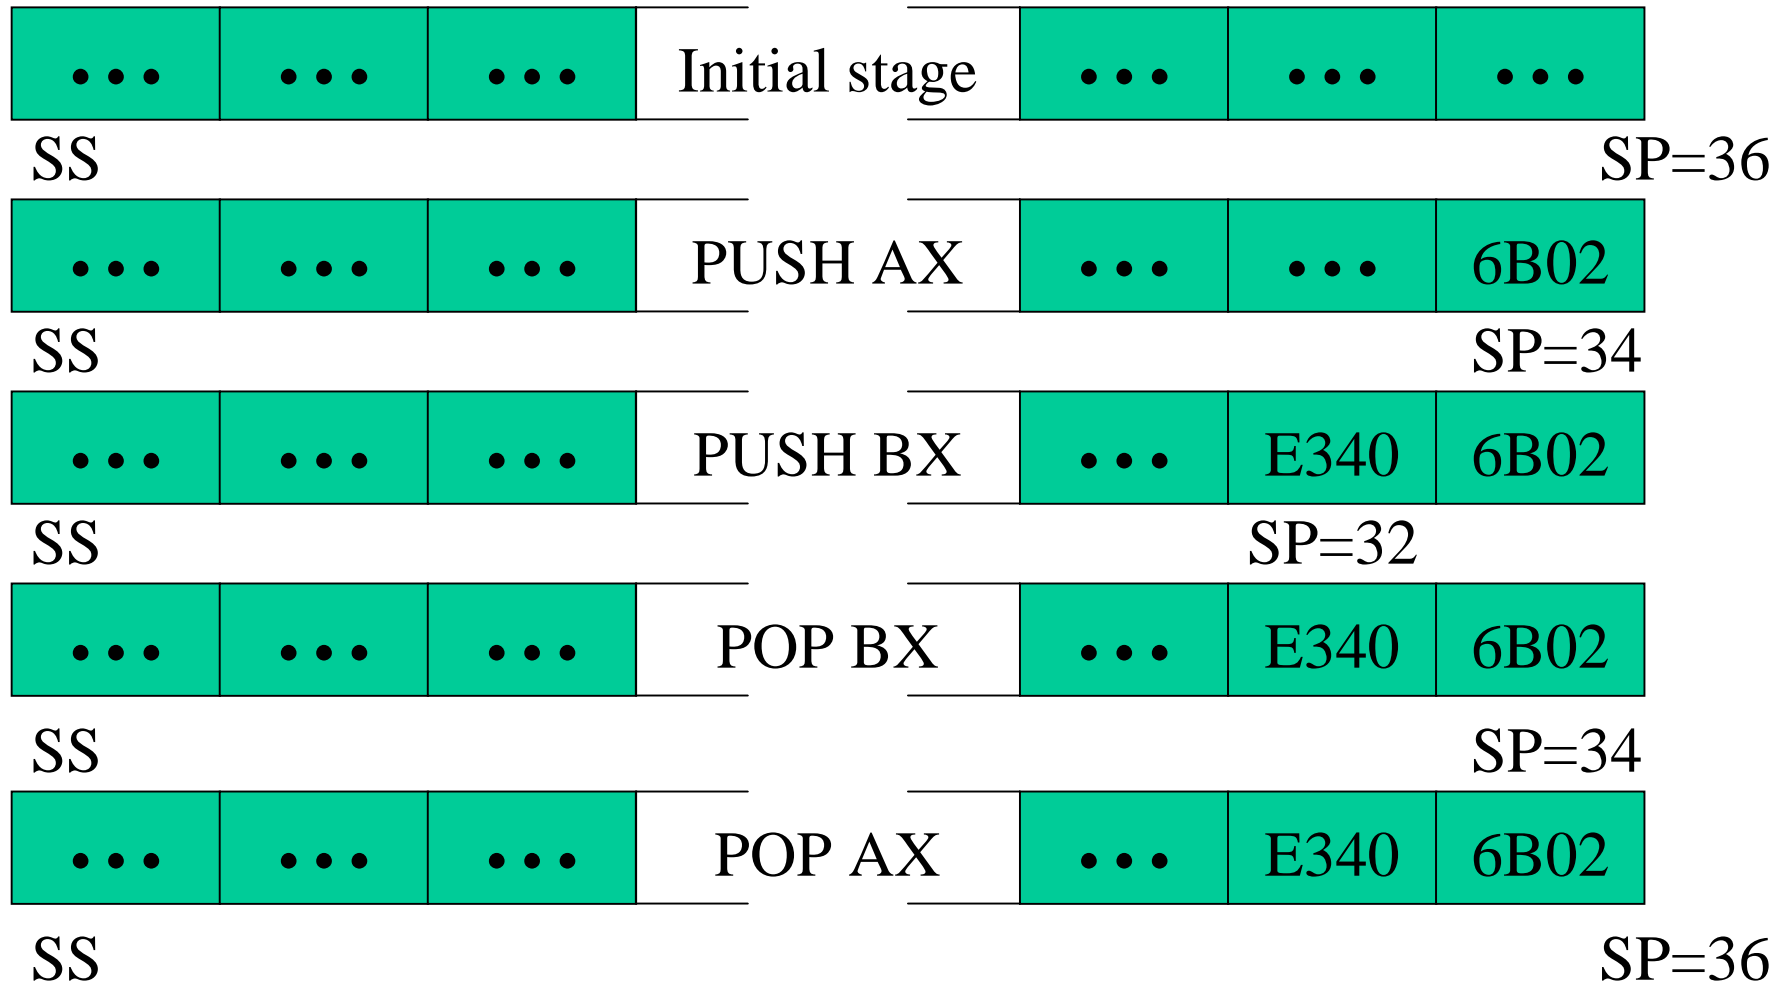 ... ... ... Initial stage ... ... ...
SS SP=36
... ... ... PUSH AX ... ... 6B02
SS SP=34
... ... ... PUSH BX ... E340 6B02
SS SP=32
... ... ... POP BX ... E340 6B02
SS SP=34
... ... ... POP AX ... E340 6B02
SS SP=36